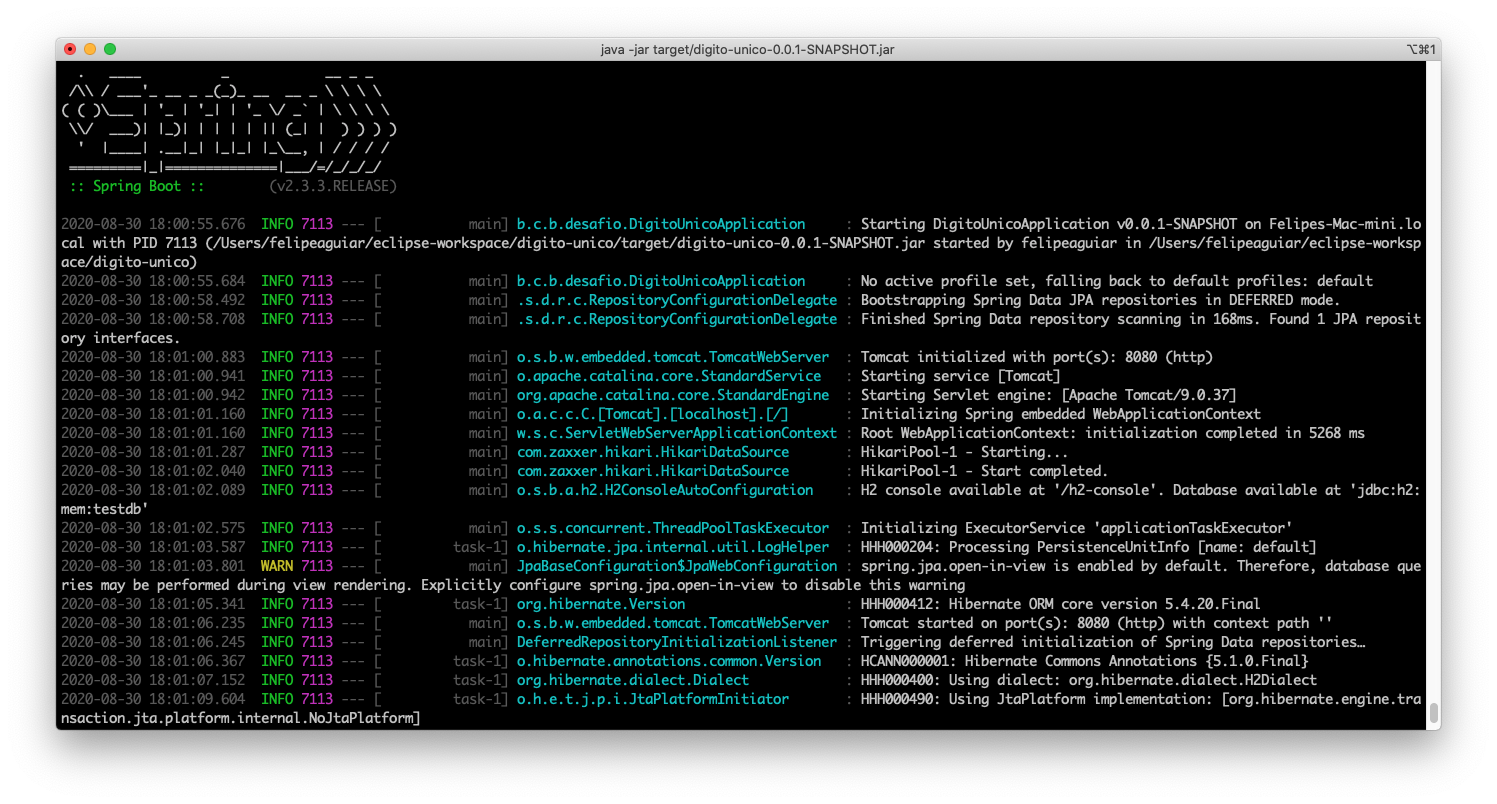 java -jar target/digito-unico-0.0.1-SNAPSHOT.jar
⌥⌘1
  .   ____          _            __ _ _
 /\\ / ___'_ __ _ _(_)_ __  __ _ \ \ \ \
( ( )\___ | '_ | '_| | '_ \/ _` | \ \ \ \
 \\/  ___)| |_)| | | | | || (_| |  ) ) ) )
  '  |____| .__|_| |_|_| |_\__, | / / / /
 =========|_|==============|___/=/_/_/_/
 :: Spring Boot ::        (v2.3.3.RELEASE)
2020-08-30 18:00:55.676  INFO 7113 --- [           main] b.c.b.desafio.DigitoUnicoApplication     : Starting DigitoUnicoApplication v0.0.1-SNAPSHOT on Felipes-Mac-mini.lo
cal with PID 7113 (/Users/felipeaguiar/eclipse-workspace/digito-unico/target/digito-unico-0.0.1-SNAPSHOT.jar started by felipeaguiar in /Users/felipeaguiar/eclipse-worksp
ace/digito-unico)
2020-08-30 18:00:55.684  INFO 7113 --- [           main] b.c.b.desafio.DigitoUnicoApplication     : No active profile set, falling back to default profiles: default
2020-08-30 18:00:58.492  INFO 7113 --- [           main] .s.d.r.c.RepositoryConfigurationDelegate : Bootstrapping Spring Data JPA repositories in DEFERRED mode.
2020-08-30 18:00:58.708  INFO 7113 --- [           main] .s.d.r.c.RepositoryConfigurationDelegate : Finished Spring Data repository scanning in 168ms. Found 1 JPA reposit
ory interfaces.
2020-08-30 18:01:00.883  INFO 7113 --- [           main] o.s.b.w.embedded.tomcat.TomcatWebServer  : Tomcat initialized with port(s): 8080 (http)
2020-08-30 18:01:00.941  INFO 7113 --- [           main] o.apache.catalina.core.StandardService   : Starting service [Tomcat]
2020-08-30 18:01:00.942  INFO 7113 --- [           main] org.apache.catalina.core.StandardEngine  : Starting Servlet engine: [Apache Tomcat/9.0.37]
2020-08-30 18:01:01.160  INFO 7113 --- [           main] o.a.c.c.C.[Tomcat].[localhost].[/]       : Initializing Spring embedded WebApplicationContext
2020-08-30 18:01:01.160  INFO 7113 --- [           main] w.s.c.ServletWebServerApplicationContext : Root WebApplicationContext: initialization completed in 5268 ms
2020-08-30 18:01:01.287  INFO 7113 --- [           main] com.zaxxer.hikari.HikariDataSource       : HikariPool-1 - Starting...
2020-08-30 18:01:02.040  INFO 7113 --- [           main] com.zaxxer.hikari.HikariDataSource       : HikariPool-1 - Start completed.
2020-08-30 18:01:02.089  INFO 7113 --- [           main] o.s.b.a.h2.H2ConsoleAutoConfiguration    : H2 console available at '/h2-console'. Database available at 'jdbc:h2:
mem:testdb'
2020-08-30 18:01:02.575  INFO 7113 --- [           main] o.s.s.concurrent.ThreadPoolTaskExecutor  : Initializing ExecutorService 'applicationTaskExecutor'
2020-08-30 18:01:03.587  INFO 7113 --- [         task-1] o.hibernate.jpa.internal.util.LogHelper  : HHH000204: Processing PersistenceUnitInfo [name: default]
2020-08-30 18:01:03.801  WARN 7113 --- [           main] JpaBaseConfiguration$JpaWebConfiguration : spring.jpa.open-in-view is enabled by default. Therefore, database que
ries may be performed during view rendering. Explicitly configure spring.jpa.open-in-view to disable this warning
2020-08-30 18:01:05.341  INFO 7113 --- [         task-1] org.hibernate.Version                    : HHH000412: Hibernate ORM core version 5.4.20.Final
2020-08-30 18:01:06.235  INFO 7113 --- [           main] o.s.b.w.embedded.tomcat.TomcatWebServer  : Tomcat started on port(s): 8080 (http) with context path ''
2020-08-30 18:01:06.245  INFO 7113 --- [           main] DeferredRepositoryInitializationListener : Triggering deferred initialization of Spring Data repositories…
2020-08-30 18:01:06.367  INFO 7113 --- [         task-1] o.hibernate.annotations.common.Version   : HCANN000001: Hibernate Commons Annotations {5.1.0.Final}
2020-08-30 18:01:07.152  INFO 7113 --- [         task-1] org.hibernate.dialect.Dialect            : HHH000400: Using dialect: org.hibernate.dialect.H2Dialect
2020-08-30 18:01:09.604  INFO 7113 --- [         task-1] o.h.e.t.j.p.i.JtaPlatformInitiator       : HHH000490: Using JtaPlatform implementation: [org.hibernate.engine.tra
nsaction.jta.platform.internal.NoJtaPlatform]